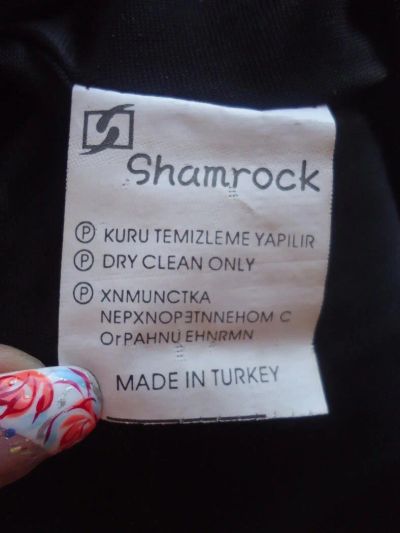 Shamrock
Ⓟ KURU TEMIZLEME YAPILIR
Ⓟ DRY CLEAN ONLY
Ⓟ XNMUNCTKA
NEPXNOPЭTNNEHOM C
OrPAHNU EHNRMN
MADE IN TURKEY